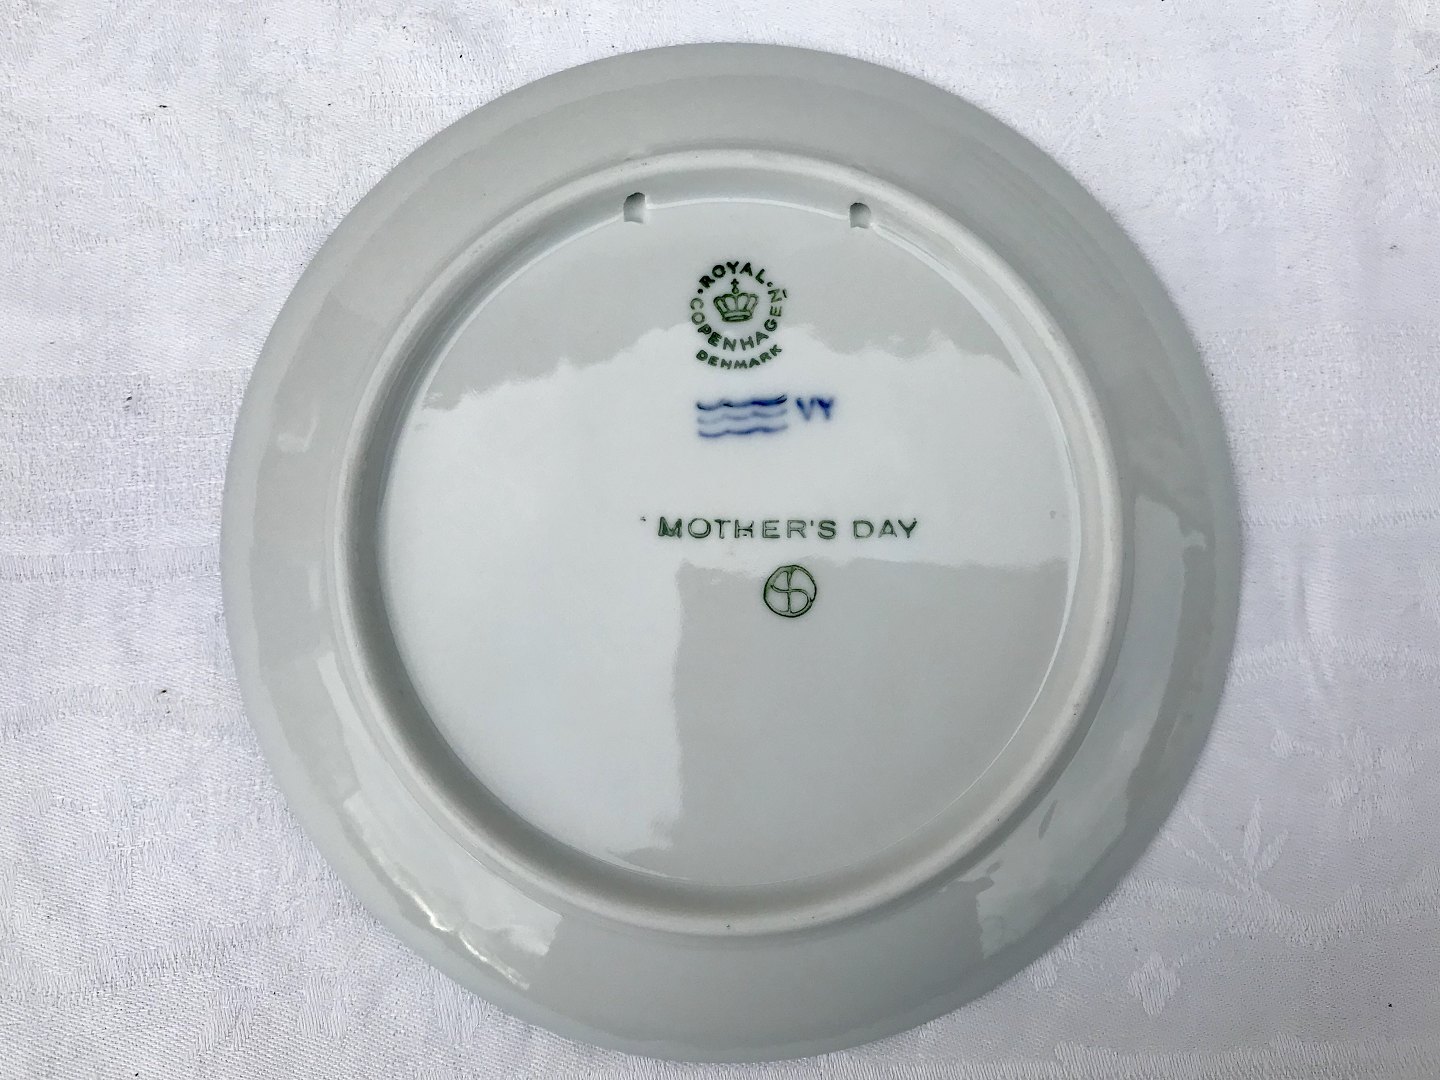 ROYAL
COPENHAGEN
DENMARK
VY
MOTHER'S DAY